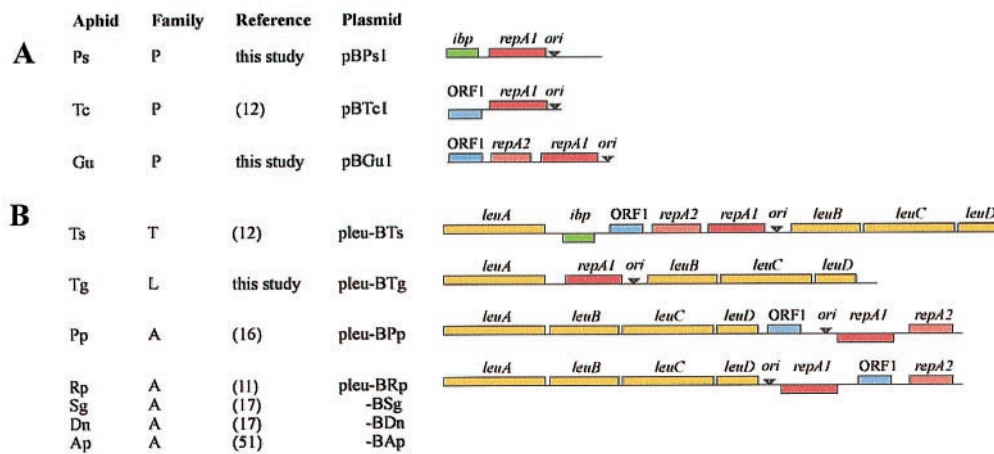 Aphid Family Reference Plasmid
A
ibp repA1 ori
Ps P this study pBPs1
ORF1 repA1 ori
Tc P (12) pBTc1
ORF1 repA2 repA1 ori
Gu P this study pBGu1
B
leuA ibp ORF1 repA2 repA1 ori leuB leuC leuD
Ts T (12) pleu-BTs
leuA repA1 ori leuB leuC leuD
Tg L this study pleu-BTg
leuA leuB leuC leuD ORF1 ori repA1 repA2
Pp A (16) pleu-BPp
leuA leuB leuC leuD ori repA1 ORF1 repA2
Rp A (11) pleu-BRp
Sg A (17) -BSg
Dn A (17) -BDn
Ap A (51) -BAp